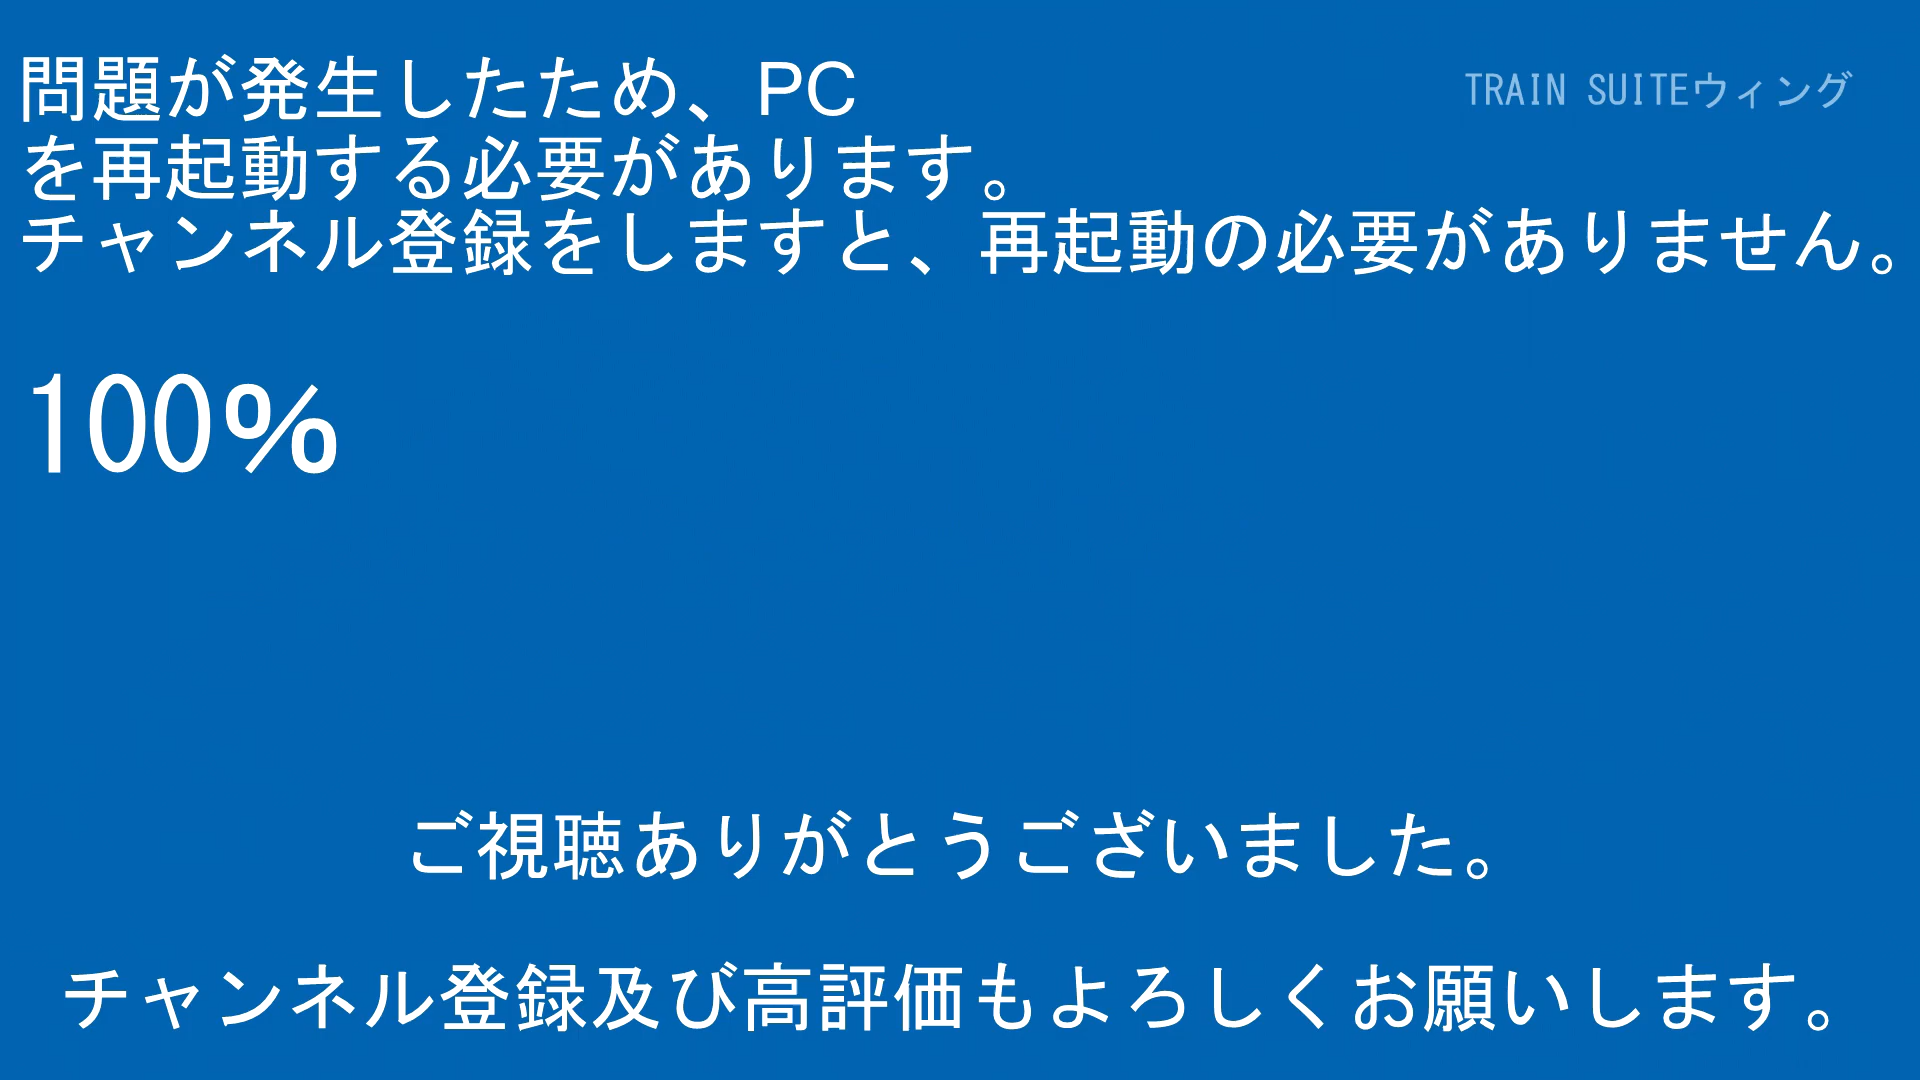 問題が発生したため、PC
TRAIN SUITEウィング
を再起動する必要があります。
チャンネル登録をしますと、再起動の必要がありません。
100%
ご視聴ありがとうございました。
チャンネル登録及び高評価もよろしくお願いします。